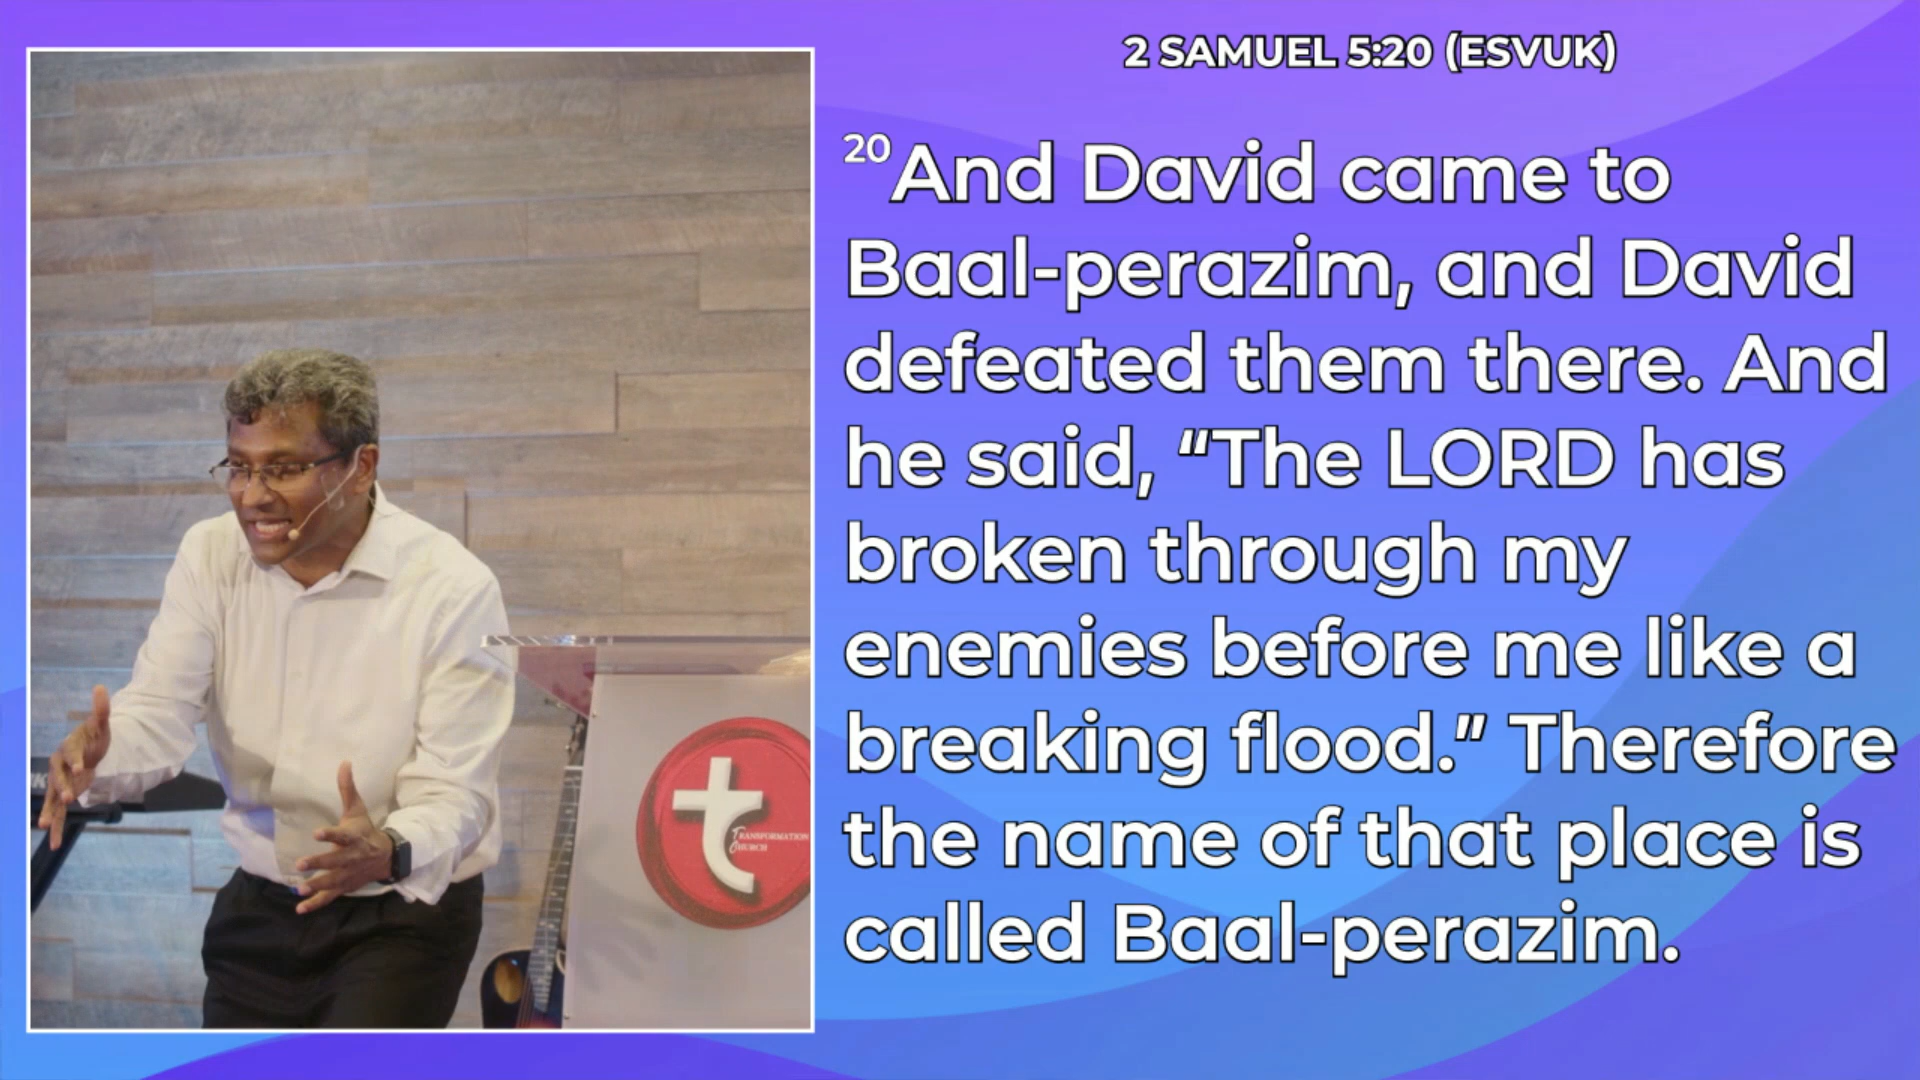 2 SAMUEL 5:20 (ESVUK)
20And David came to
Baal-perazim, and David
defeated them there. And
he said, “The LORD has
broken through my
enemies before me like a
breaking flood.” Therefore
the name of that place is
called Baal-perazim.
TRANSFORMATION
CHURCH